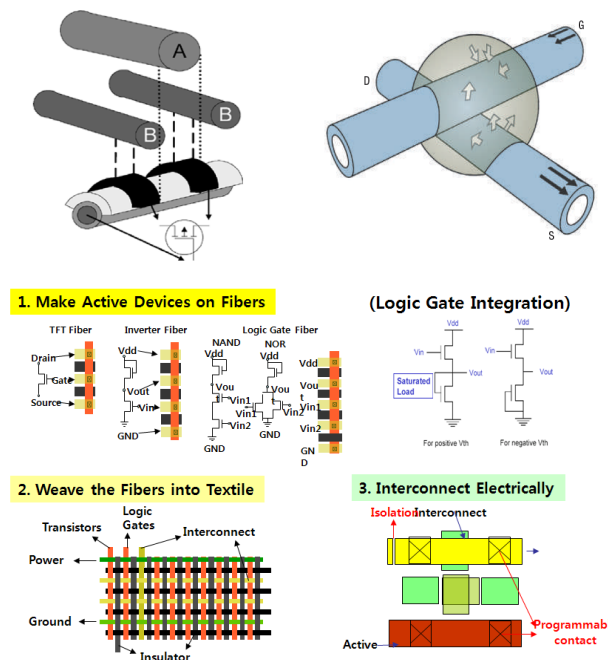 A
B
B
G
D
S
1. Make Active Devices on Fibers
(Logic Gate Integration)
TFT Fiber
Inverter Fiber
Logic Gate Fiber
NAND
NOR
Drain
Gate
Source
Vdd
Vout
Vin
GND
Vdd
Vou
t
Vin1
Vin2
GND
Vdd
Vou
t
Vin1
Vin2
GND
Vdd
Vou
t
Vin1
Vin2
GN
D
Vdd
Vin
Vout
Saturated
Load
For positive Vth
Vdd
Vin
Vout
For negative Vth
2. Weave the Fibers into Textile
3. Interconnect Electrically
Transistors
Logic
Gates
Interconnect
Power
Ground
Insulator
Isolation
Interconnect
Programmab
contact
Active